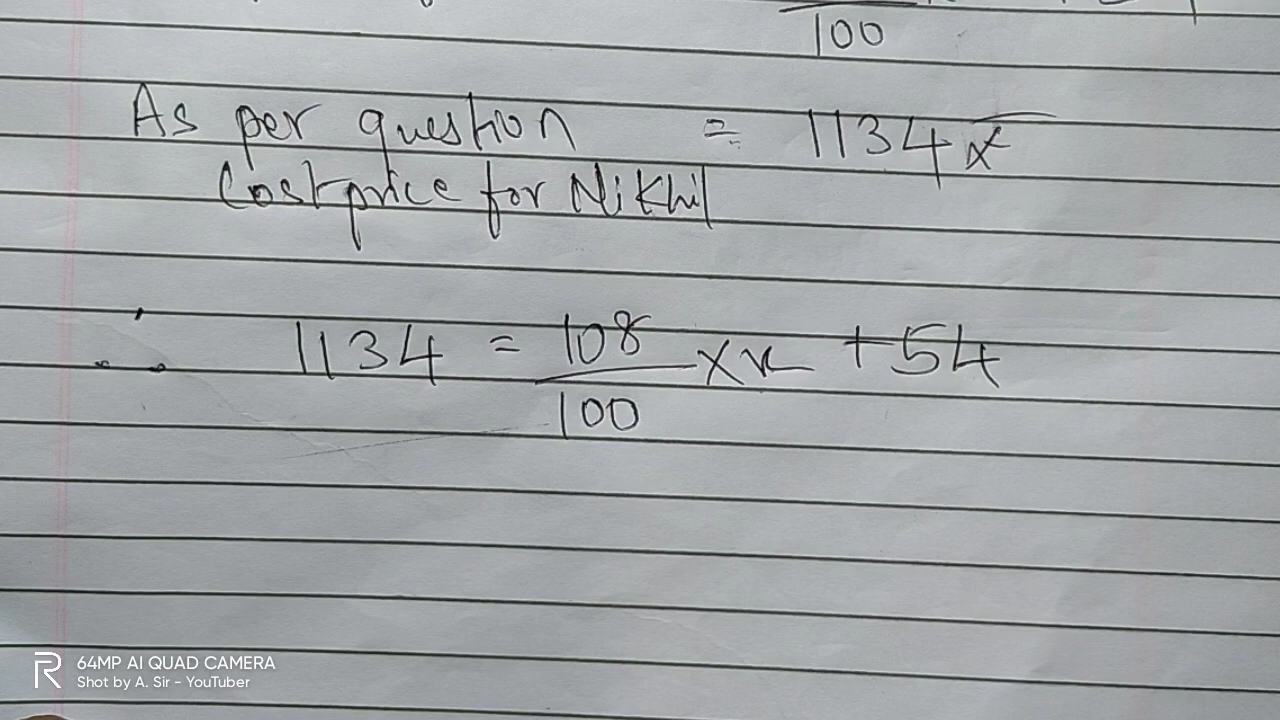 100
As per question = 1134 ₹
Cost price for Nikhil
∴ 1134 = 108/100 × x + 54
64MP AI QUAD CAMERA
Shot by A. Sir - YouTuber